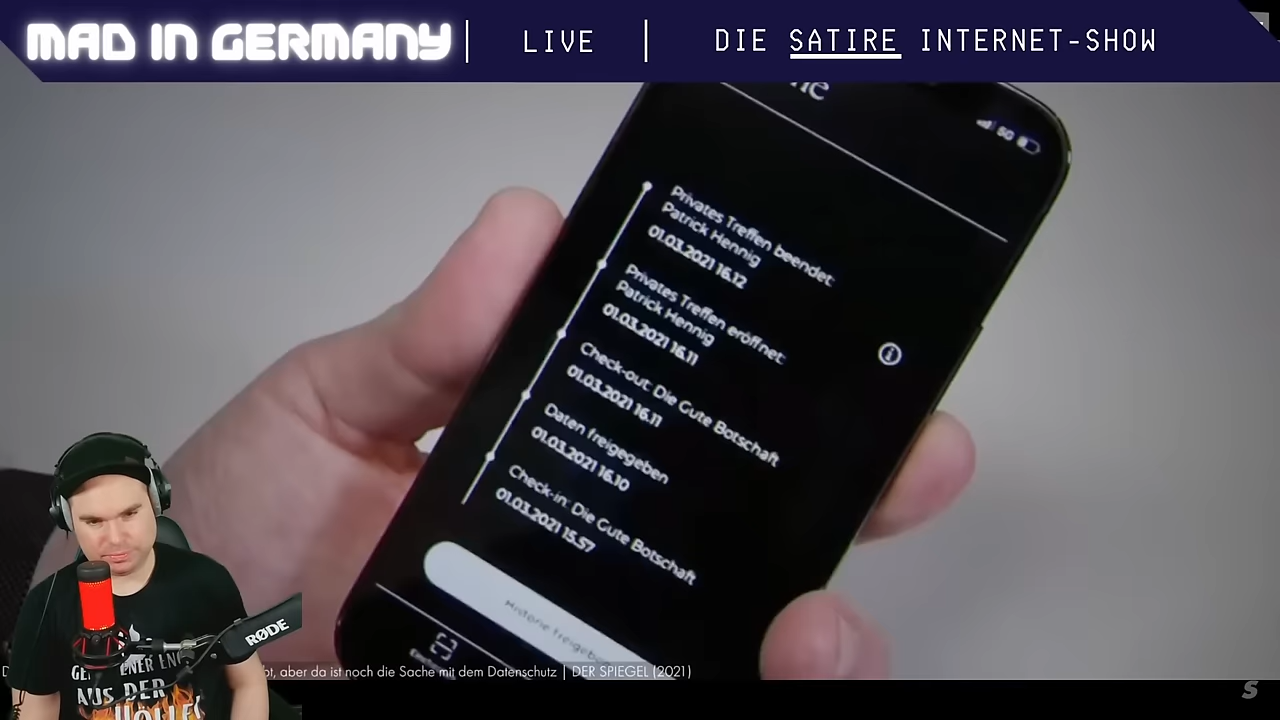 MAD IN GERMANY | LIVE | DIE SATIRE INTERNET-SHOW
5G
Privates Treffen beendet:
Patrick Hennig
01.03.2021 16.12
Privates Treffen eröffnet:
Patrick Hennig
01.03.2021 16.11
Check-out: Die Gute Botschaft
01.03.2021 16.11
Daten freigegeben
01.03.2021 16.10
Check-in: Die Gute Botschaft
01.03.2021 15.57
Historie
aber da ist noch die Sache mit dem Datenschutz | DER SPIEGEL (2021)
RØDE
AUS DER
HÖLLE
S